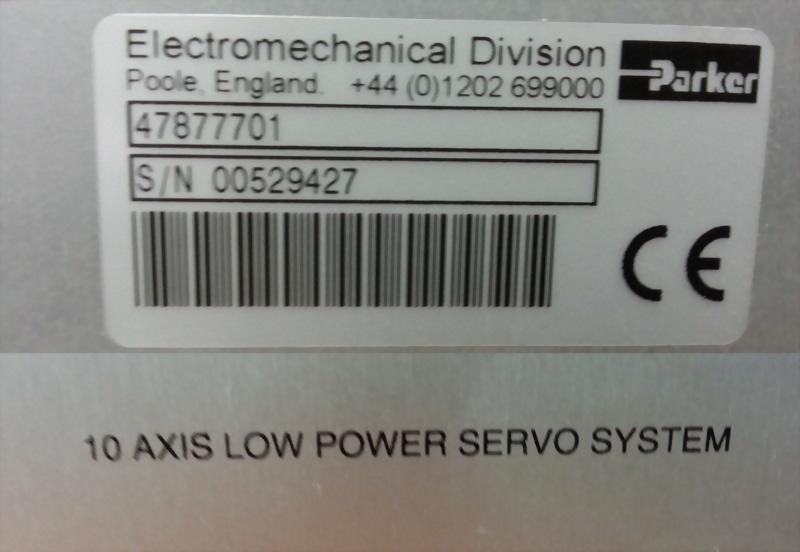 Electromechanical Division
Parker
Poole, England. +44 (0)1202 699000
47877701
S/N 00529427
CE
10 AXIS LOW POWER SERVO SYSTEM